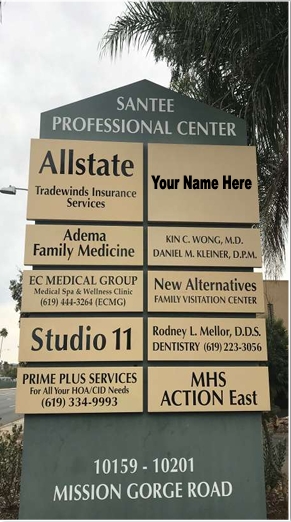 SANTEE
PROFESSIONAL CENTER
Allstate
Tradewinds Insurance
Services
Your Name Here
Adema
Family Medicine
KIN C. WONG, M.D.
DANIEL M. KLEINER, D.P.M.
EC MEDICAL GROUP
Medical Spa & Wellness Clinic
(619) 444-3264 (ECMG)
New Alternatives
FAMILY VISITATION CENTER
Studio 11
Rodney L. Mellor, D.D.S.
DENTISTRY (619) 223-3056
PRIME PLUS SERVICES
For All Your HOA/CID Needs
(619) 334-9993
MHS
ACTION East
10159 - 10201
MISSION GORGE ROAD